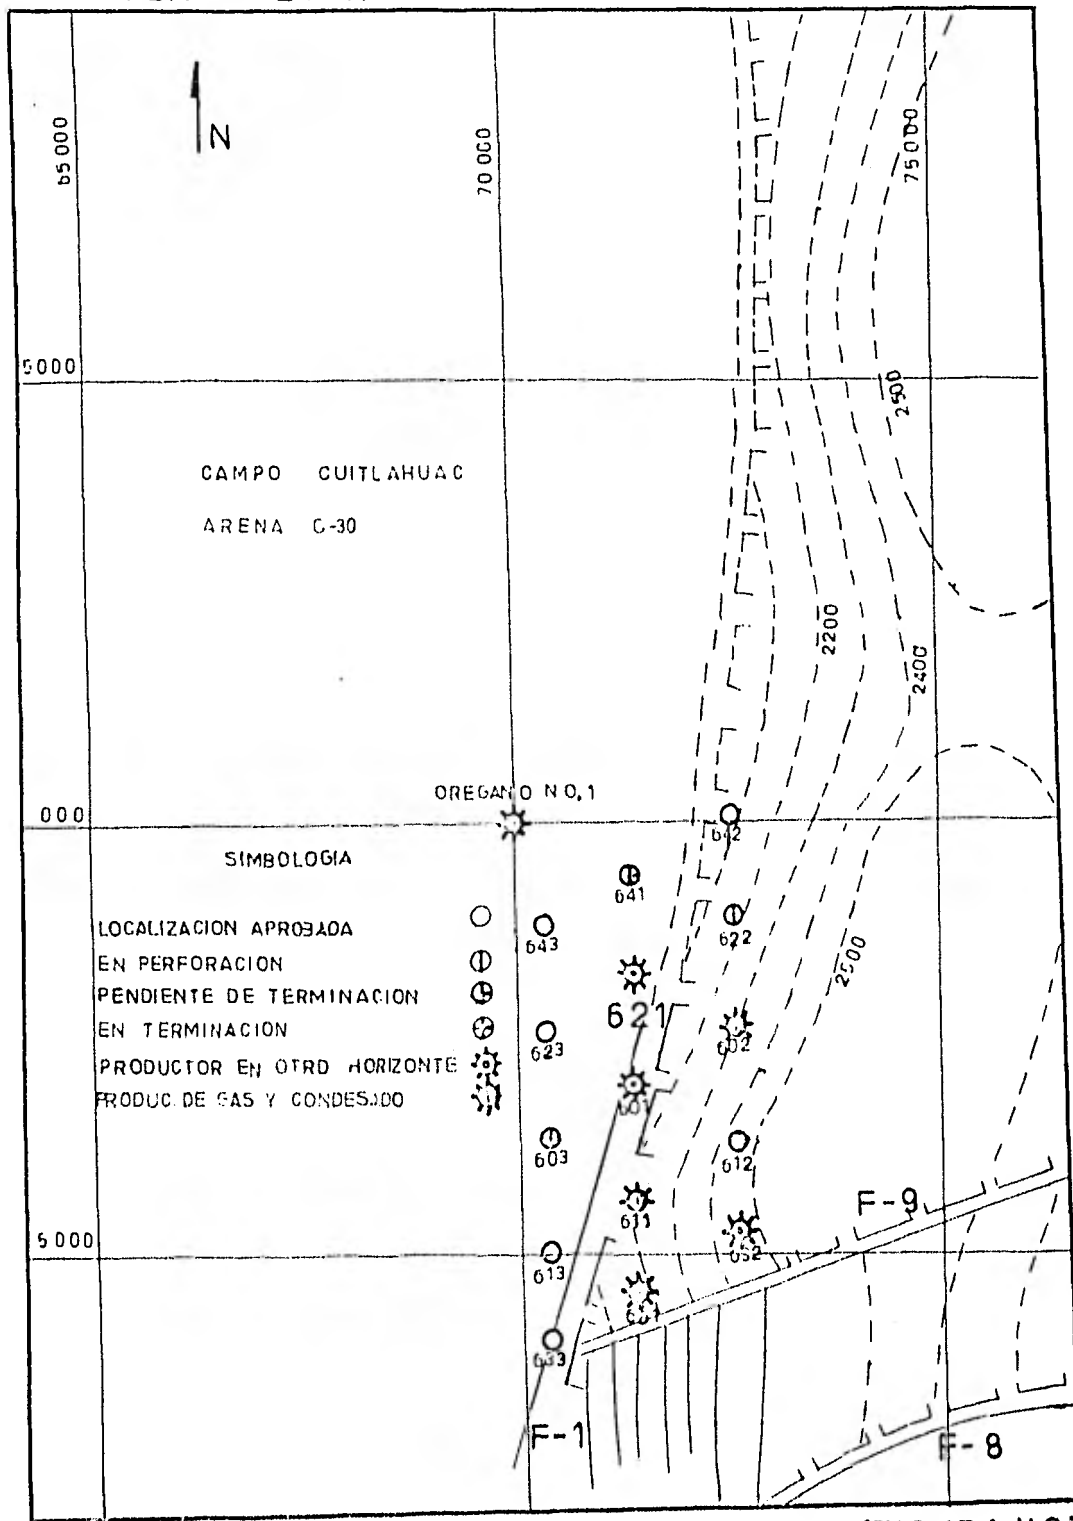 65000
70000
75000
N
5000
CAMPO CUITLAHUAC
ARENA C-30
2500
2200
2400
OREGANO NO.1
000
SIMBOLOGIA
642
641
LOCALIZACION APROBADA
643
622
EN PERFORACION
2500
PENDIENTE DE TERMINACION
621
EN TERMINACION
623
602
PRODUCTOR EN OTRO HORIZONTE
PRODUC. DE GAS Y CONDESADO
601
603
612
F-9
611
5000
613
652
633
F-1
F-8